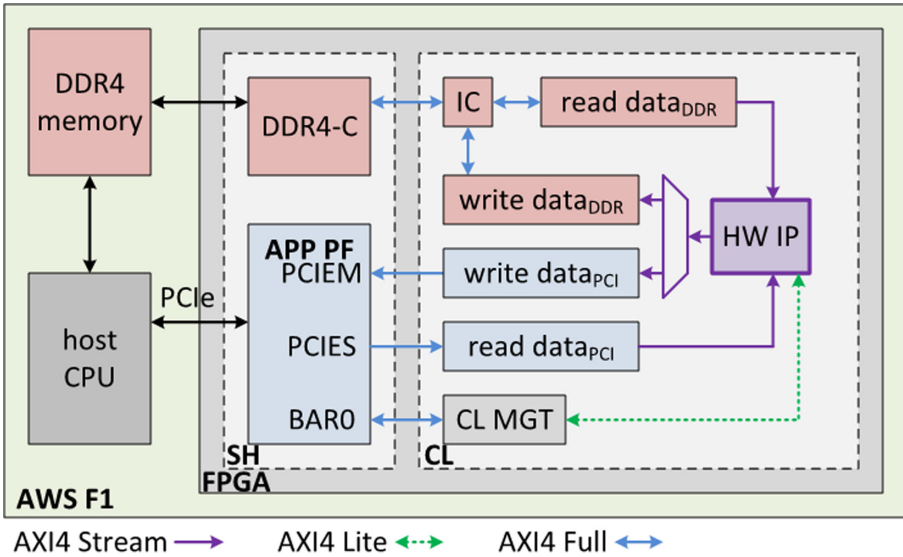 DDR4
memory
DDR4-C
IC
read dataDDR
write dataDDR
HW IP
APP PF
PCIEM
write dataPCI
PCIe
host
CPU
PCIES
read dataPCI
BAR0
CL MGT
SH
CL
FPGA
AWS F1
AXI4 Stream
AXI4 Lite
AXI4 Full